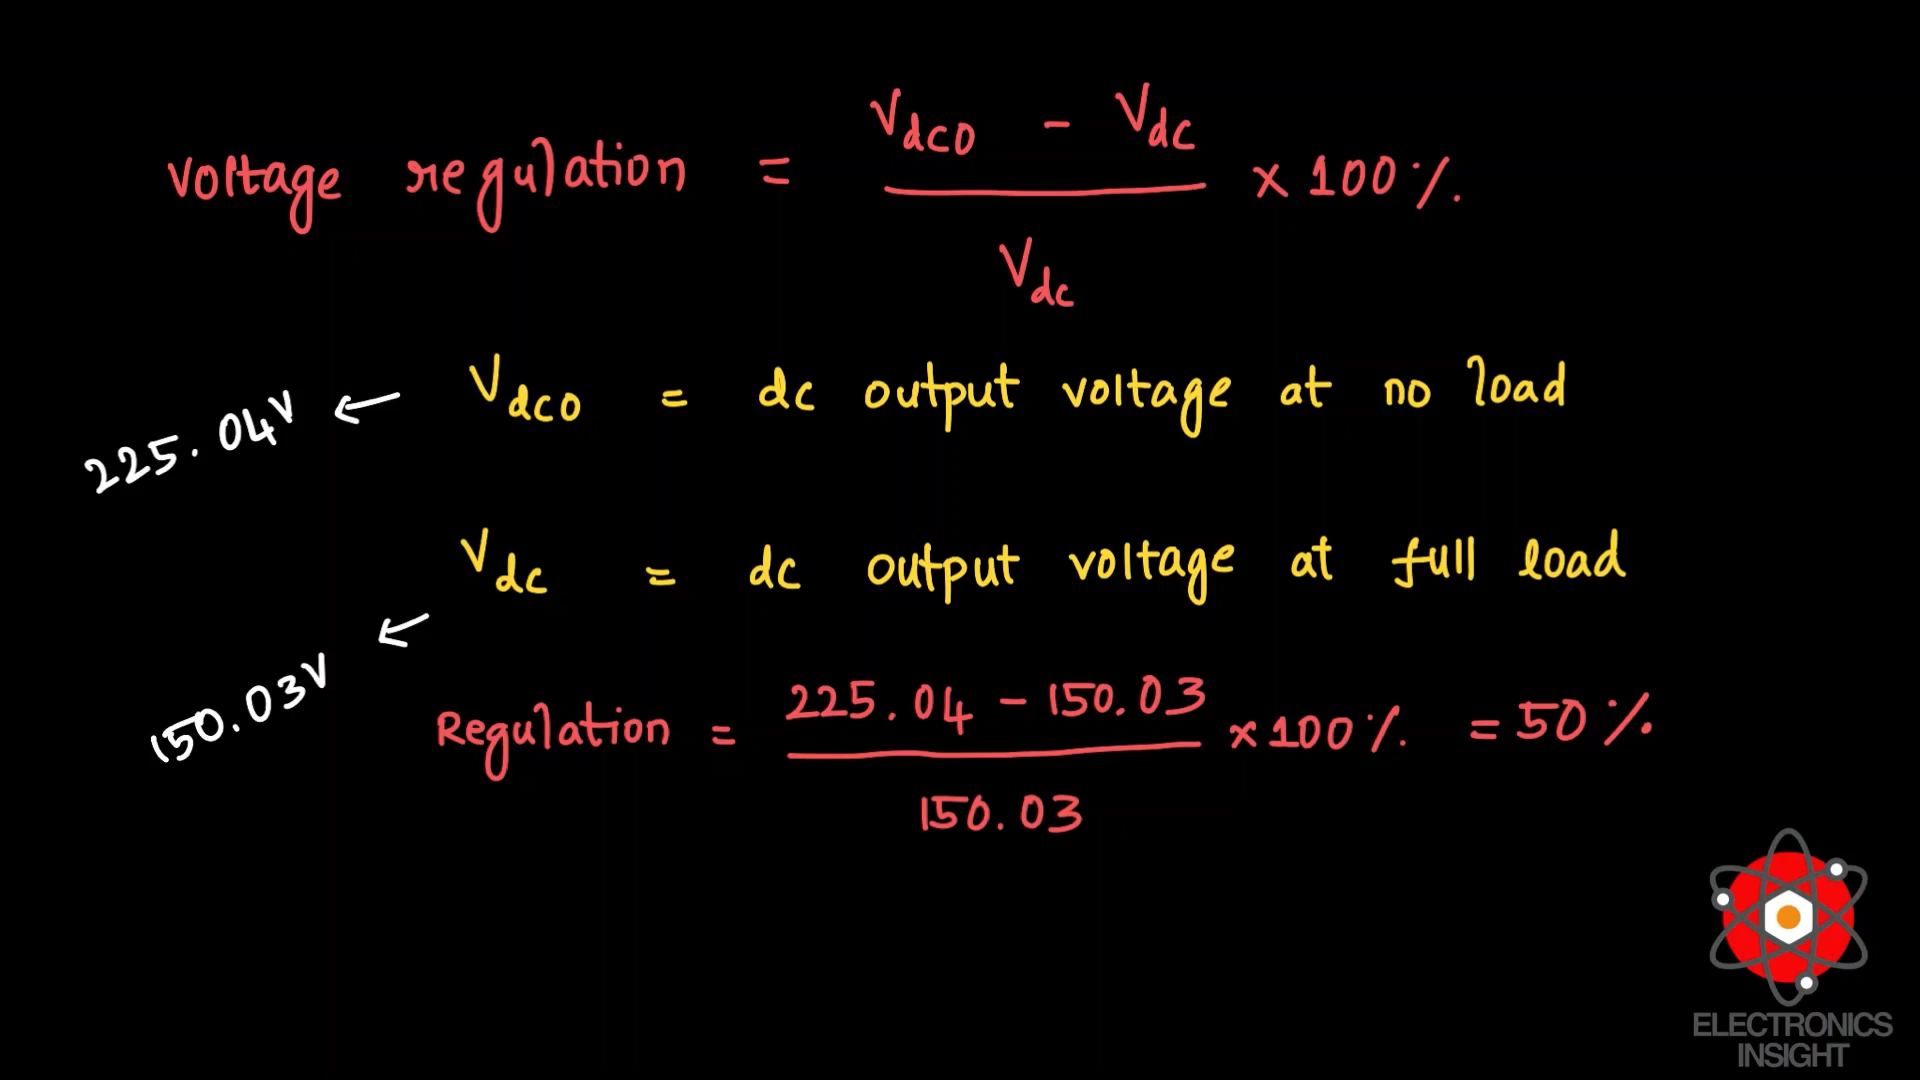 Voltage regulation = Vdco - Vdc / Vdc × 100%.
225.04V ← Vdco = dc output voltage at no load
Vdc = dc output voltage at full load
150.03V ←
Regulation = 225.04 - 150.03 / 150.03 × 100%. = 50%.
ELECTRONICS
INSIGHT